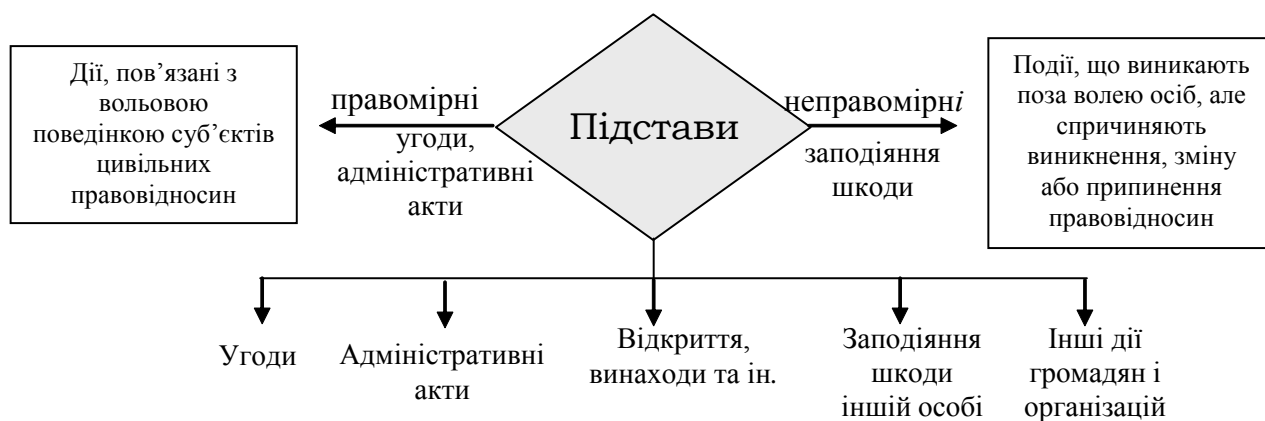 Дії, пов’язані з
вольовою
поведінкою суб’єктів
цивільних
правовідносин
правомірні
угоди,
адміністративні
акти
Підстави
неправомірні
заподіяння
шкоди
Події, що виникають
поза волею осіб, але
спричиняють
виникнення, зміну
або припинення
правовідносин
Угоди
Адміністративні
акти
Відкриття,
винаходи та ін.
Заподіяння
шкоди
іншій особі
Інші дії
громадян і
організацій